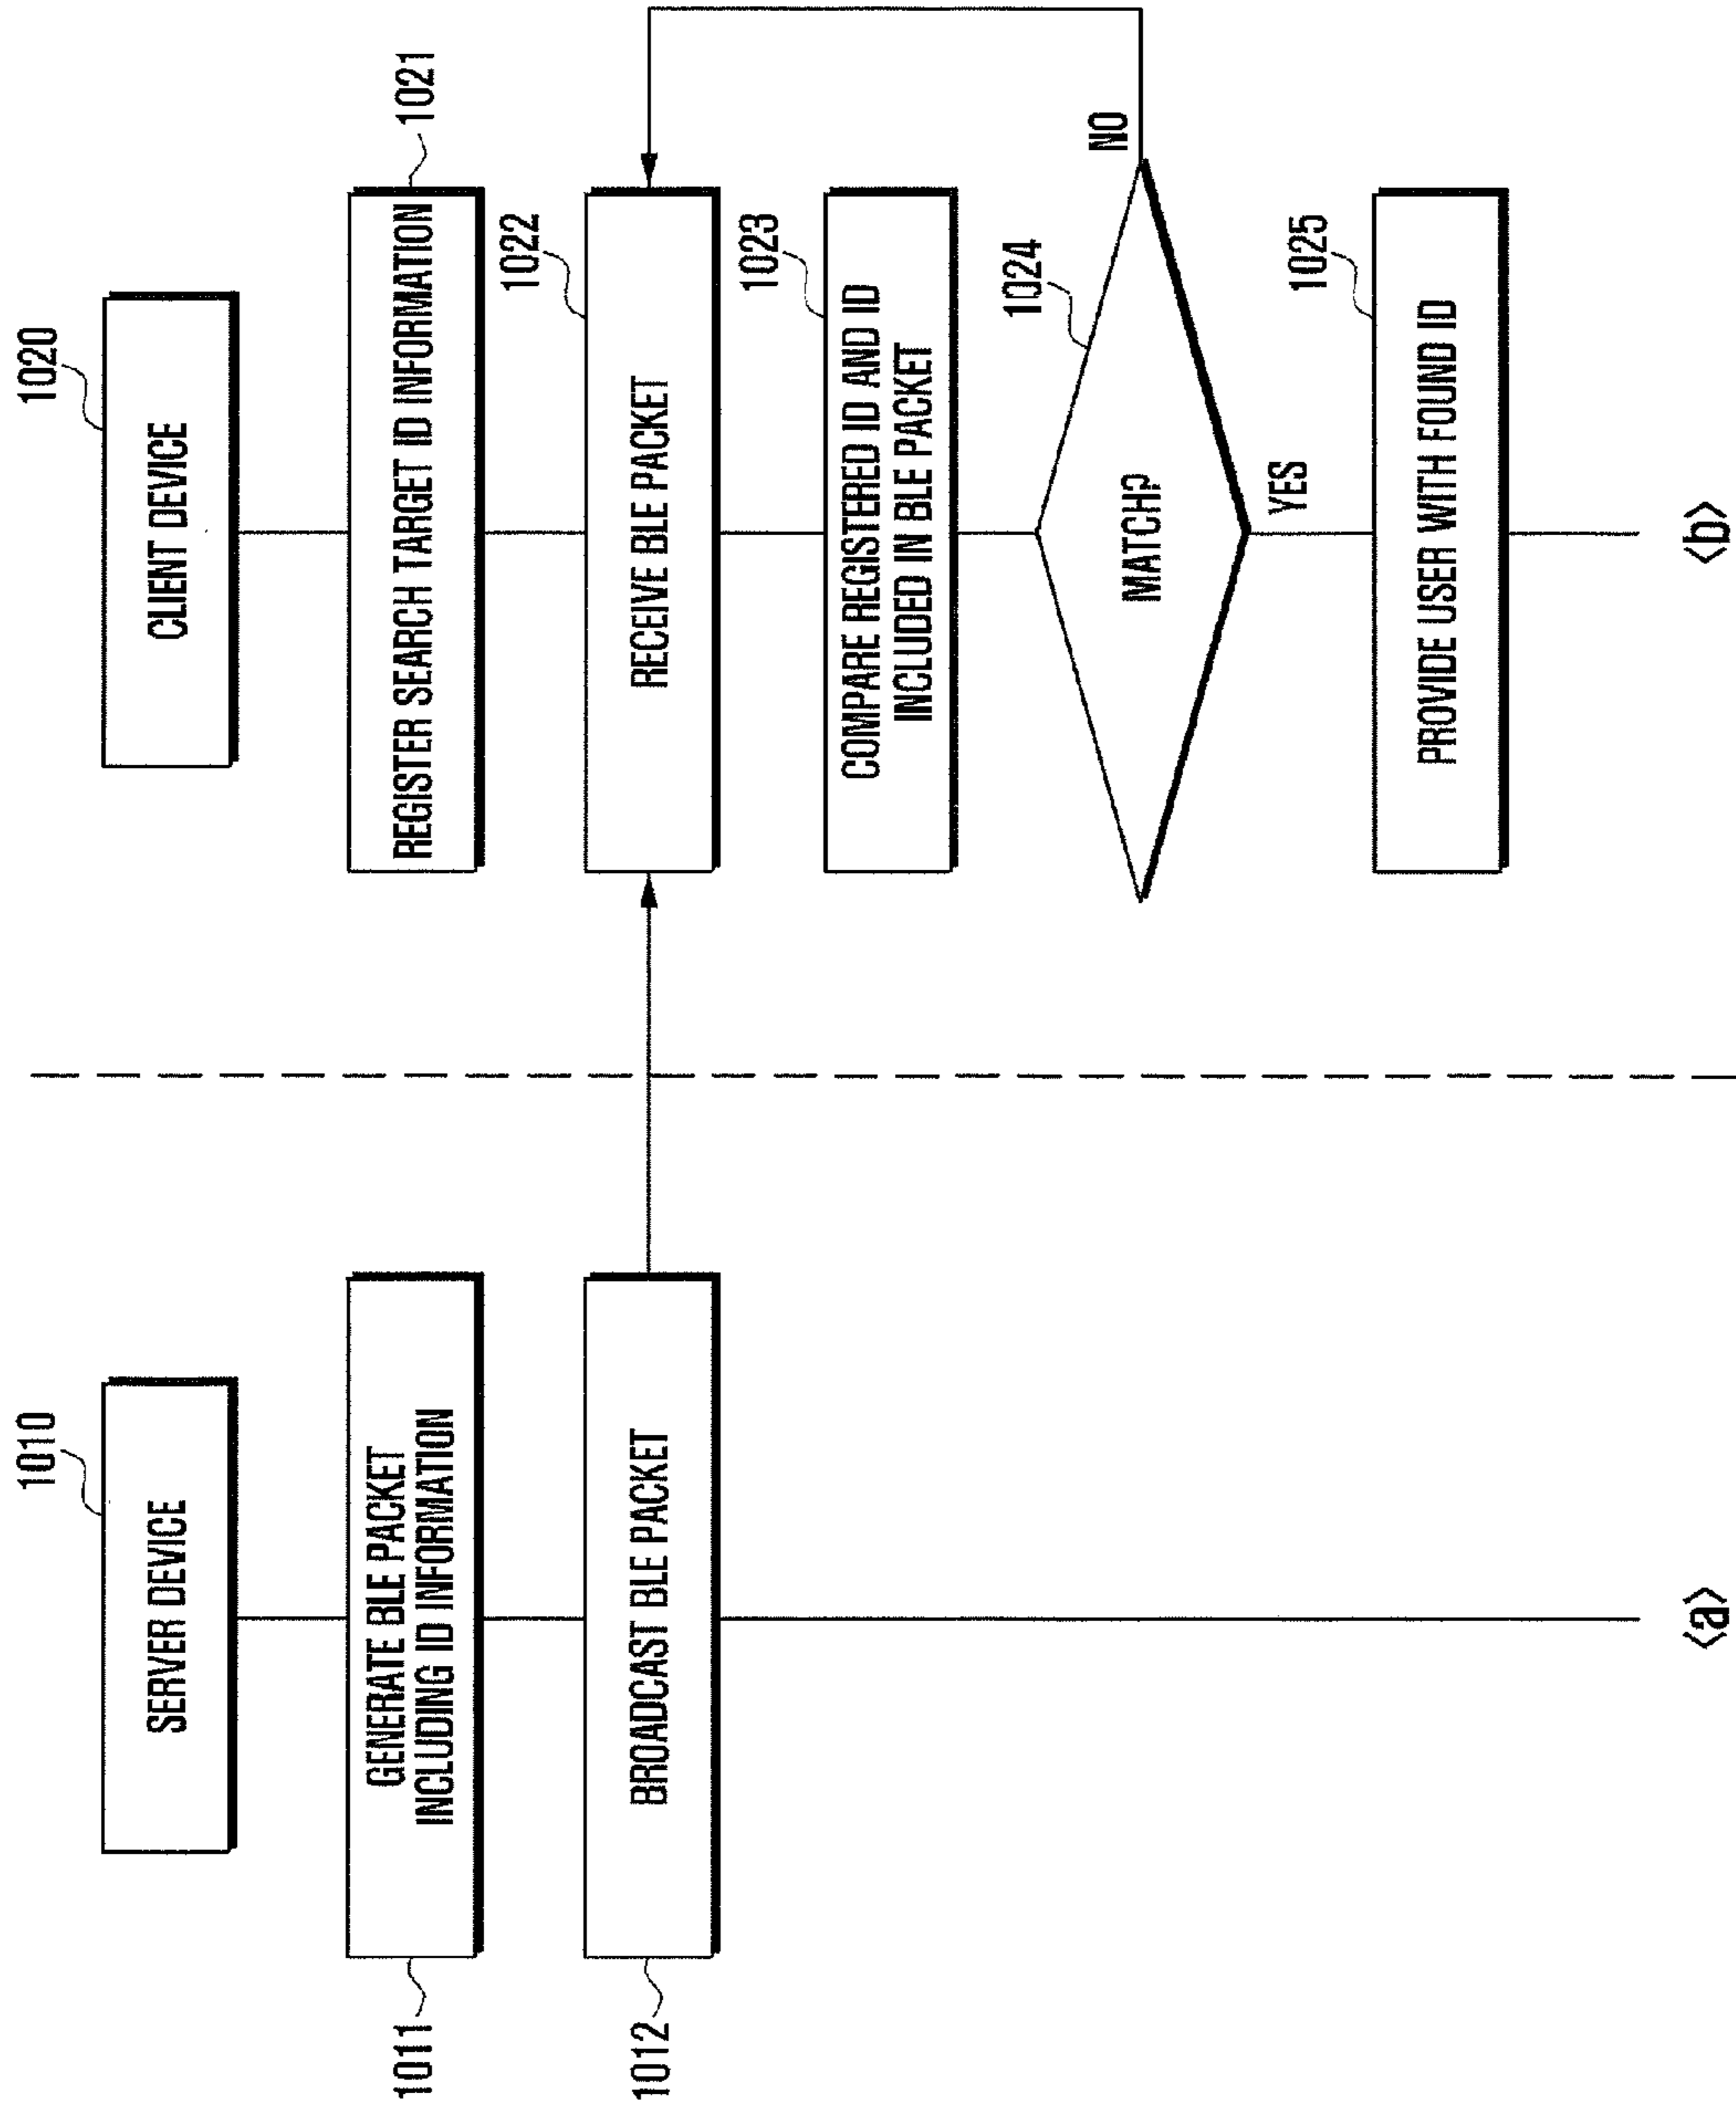 1010
SERVER DEVICE
1011
GENERATE BLE PACKET
INCLUDING ID INFORMATION
1012
BROADCAST BLE PACKET
<a>
1020
CLIENT DEVICE
1021
REGISTER SEARCH TARGET ID INFORMATION
1022
RECEIVE BLE PACKET
1023
COMPARE REGISTERED ID AND ID
INCLUDED IN BLE PACKET
1024
MATCH?
NO
YES
1025
PROVIDE USER WITH FOUND ID
<b>